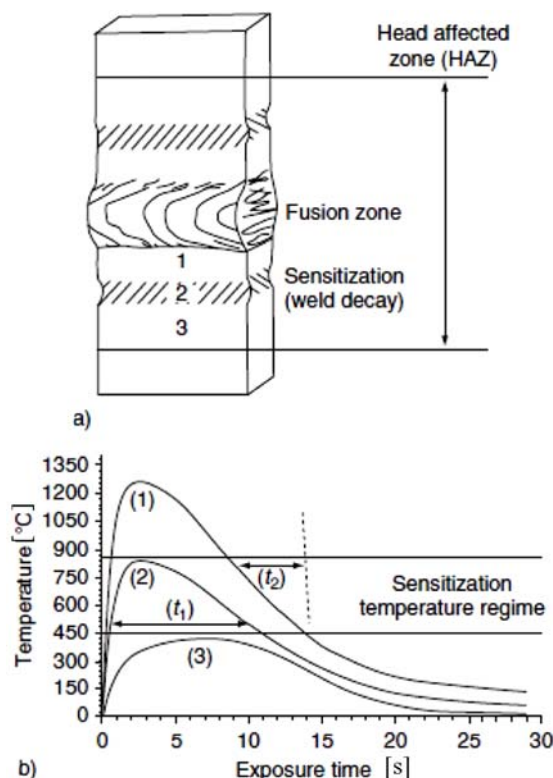 Head affected
zone (HAZ)
Fusion zone
1
Sensitization
2
(weld decay)
3
a)
1350
1200
1050
900
750
600
450
300
150
0
Temperature [°C]
(1)
(2)
(t₂)
(t₁)
(3)
Sensitization
temperature regime
0 5 10 15 20 25 30
b) Exposure time [s]